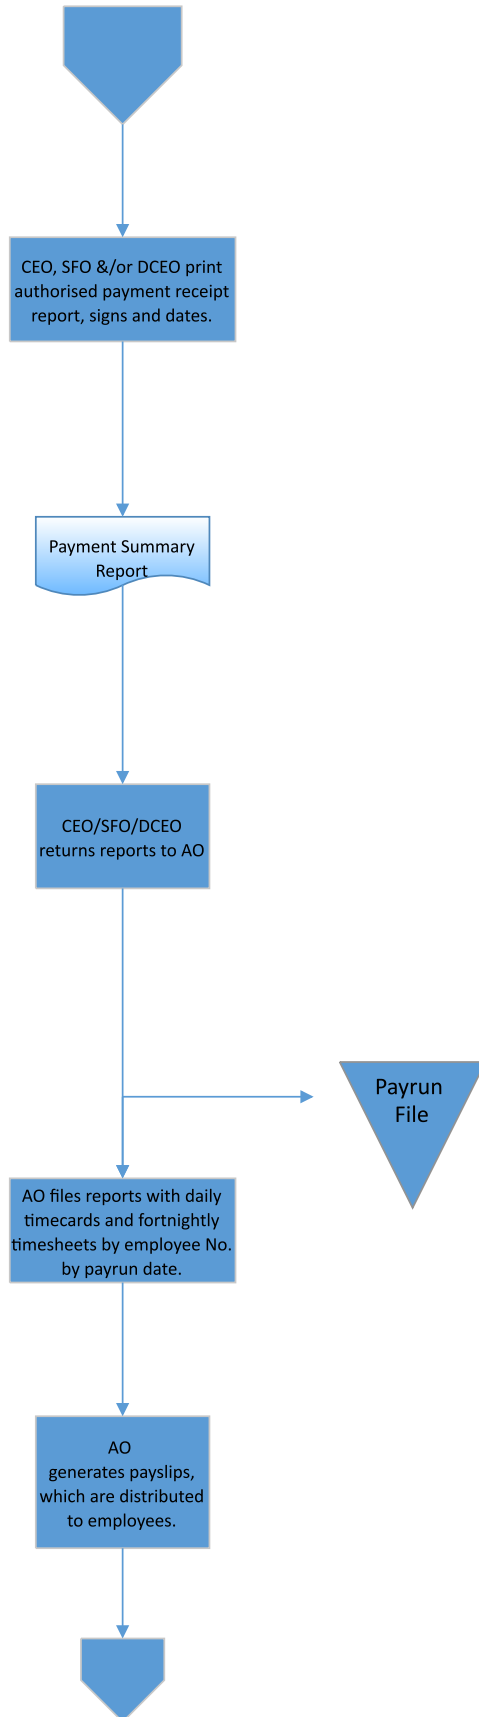 CEO, SFO &/or DCEO print
authorised payment receipt
report, signs and dates.
Payment Summary
Report
CEO/SFO/DCEO
returns reports to AO
Payrun
File
AO files reports with daily
timecards and fortnightly
timesheets by employee No.
by payrun date.
AO
generates payslips,
which are distributed
to employees.